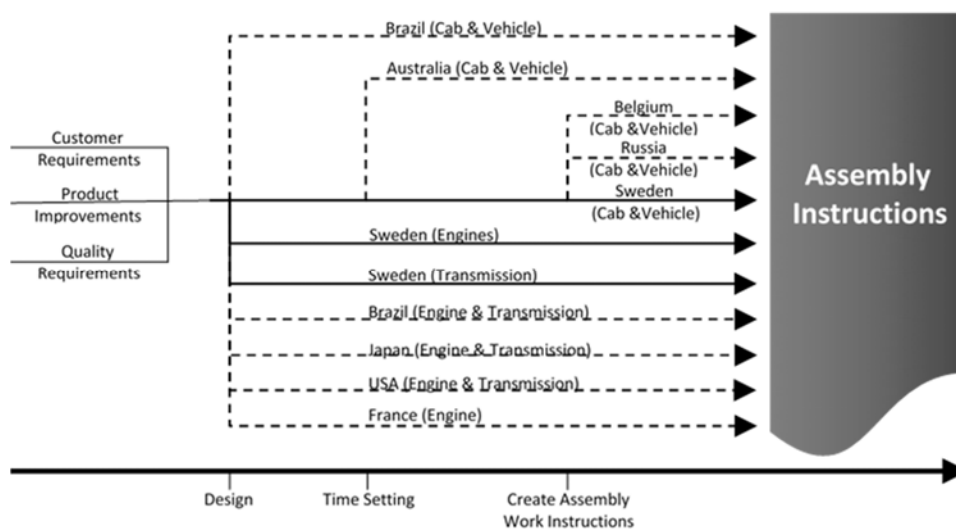 Brazil (Cab & Vehicle)
Australia (Cab & Vehicle)
Belgium
(Cab &Vehicle)
Russia
(Cab &Vehicle)
Sweden
(Cab &Vehicle)
Customer
Requirements
Product
Improvements
Quality
Requirements
Sweden (Engines)
Sweden (Transmission)
Brazil (Engine & Transmission)
Japan (Engine & Transmission)
USA (Engine & Transmission)
France (Engine)
Assembly
Instructions
Design
Time Setting
Create Assembly
Work Instructions